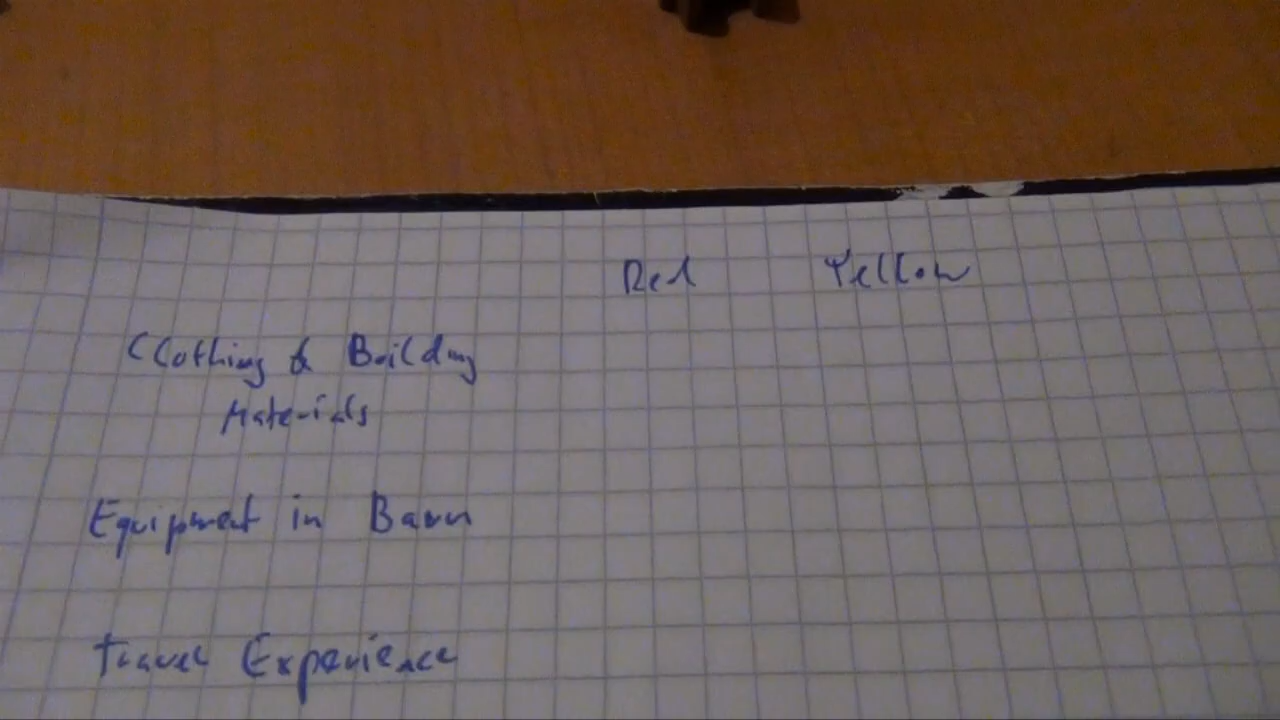 Red Yellow
Clothing & Building
Materials
Equipment in Barn
Travel Experience